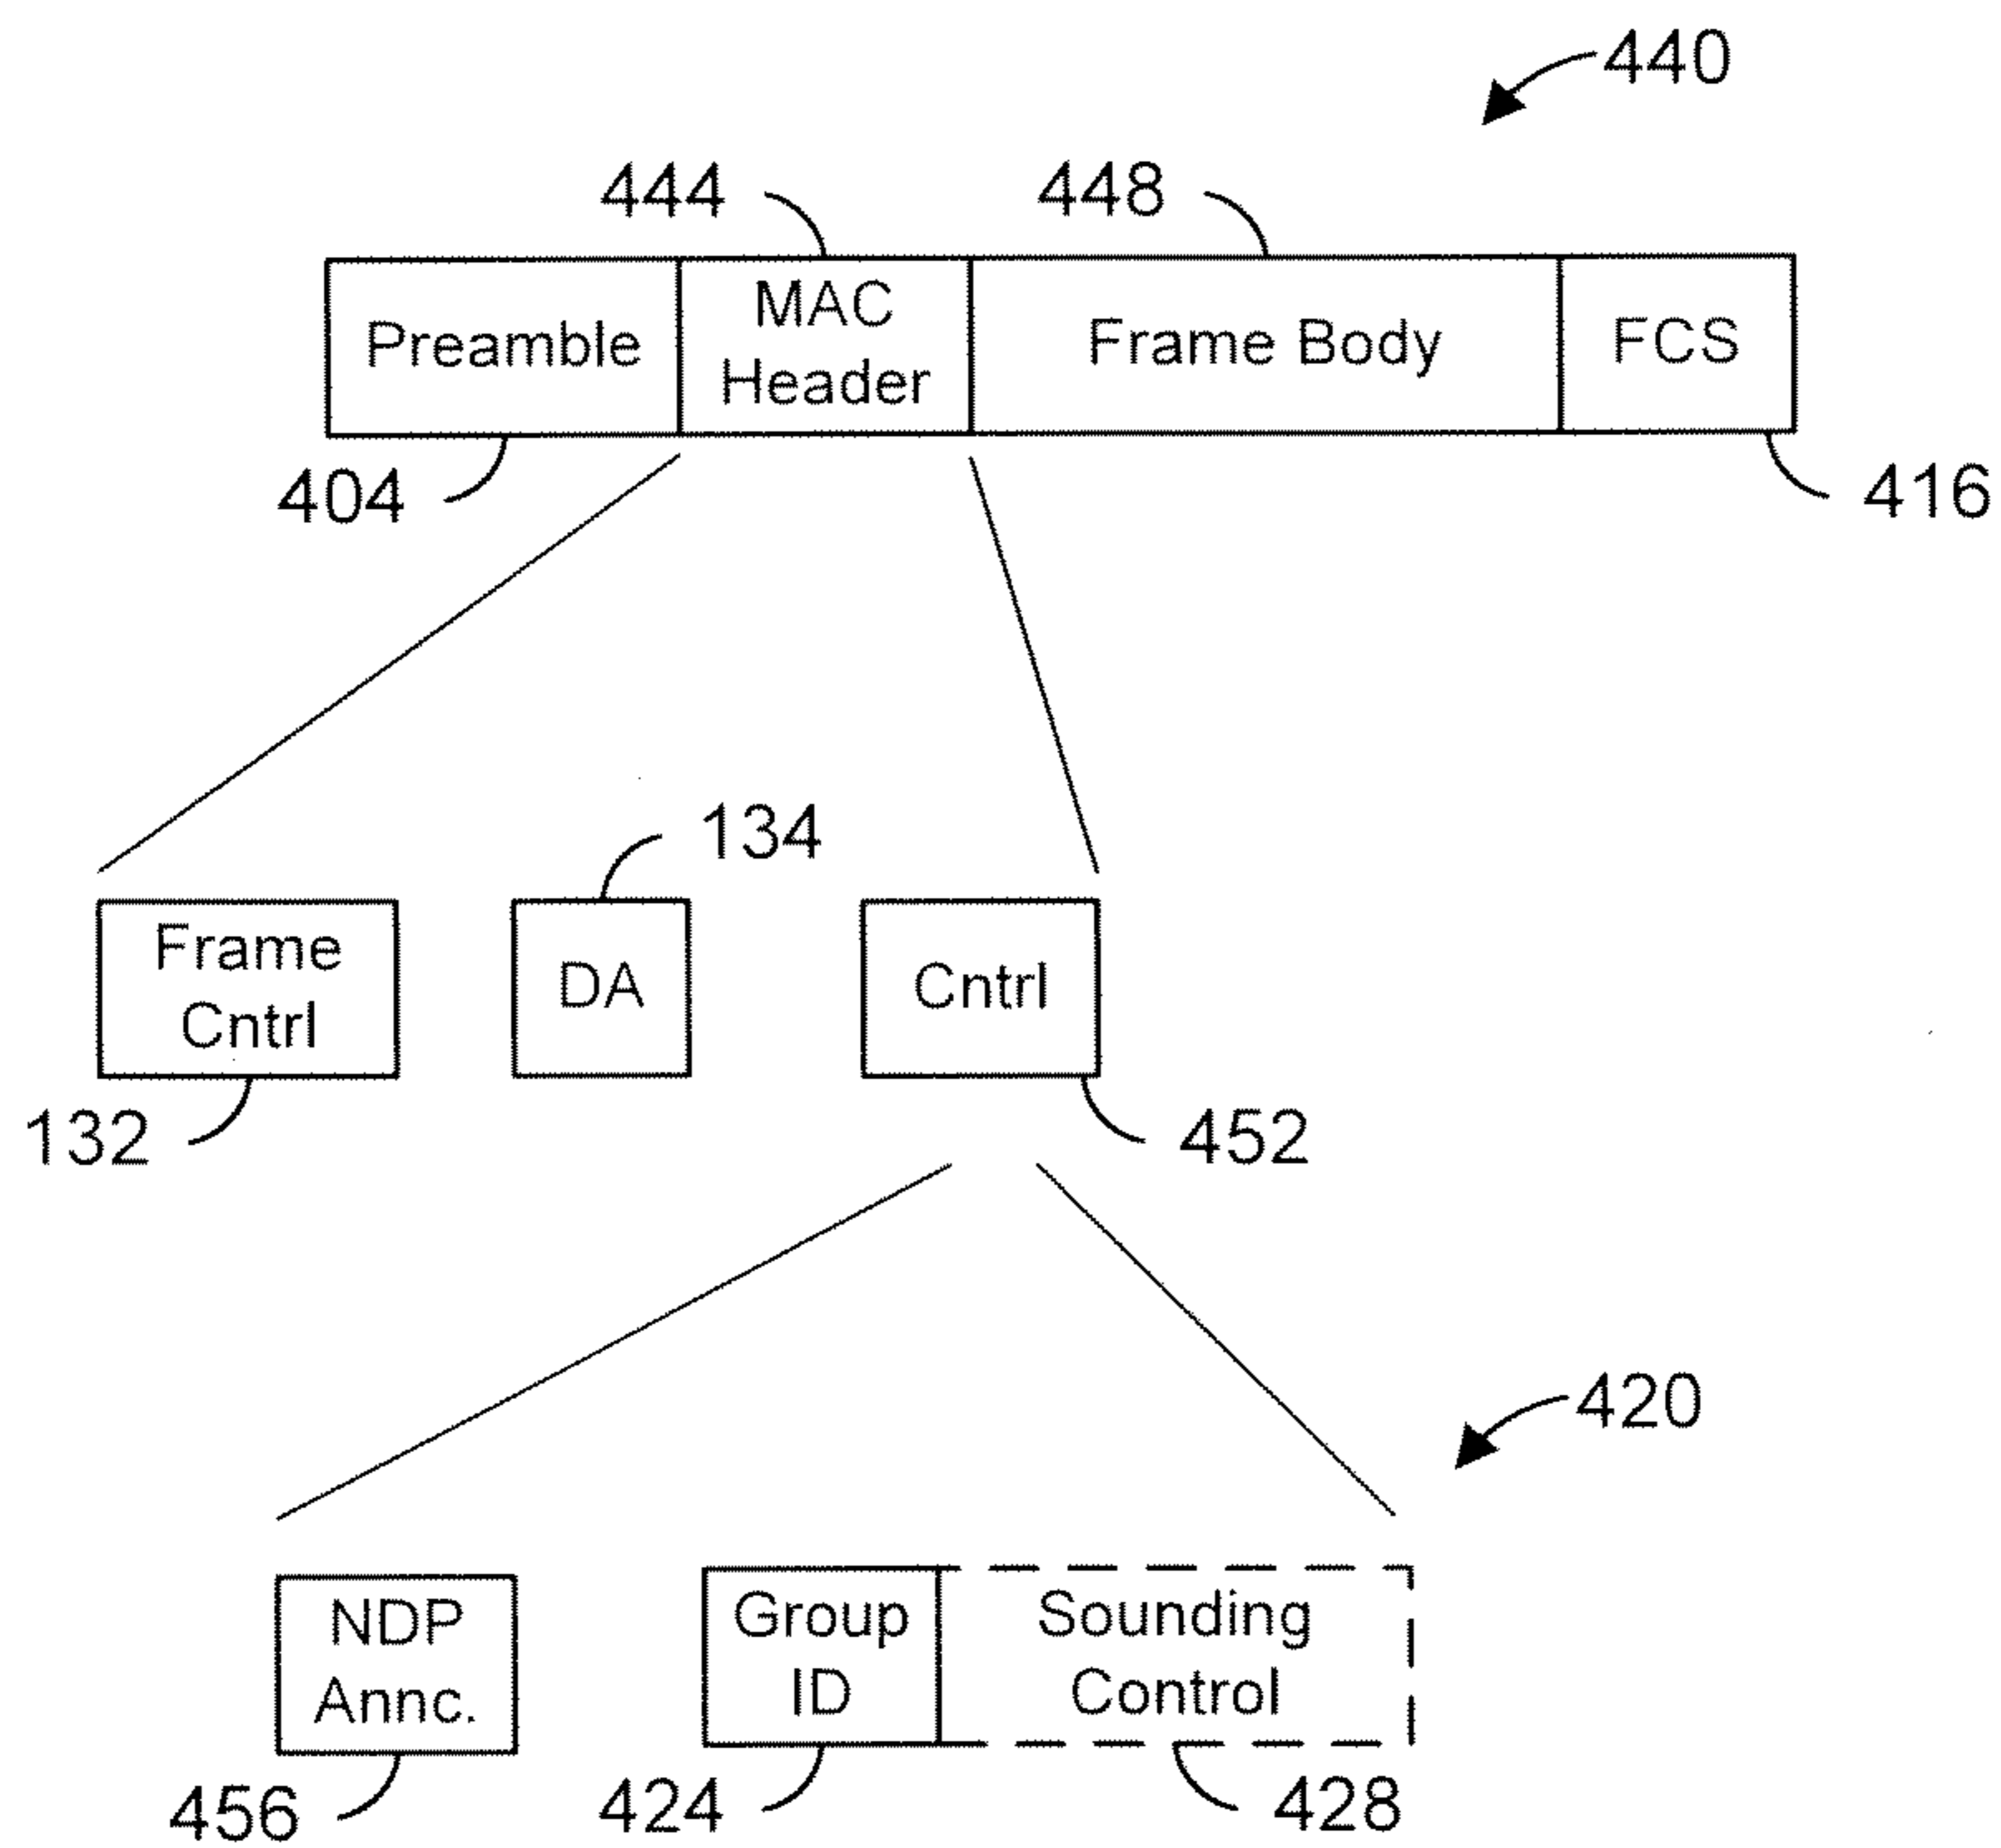 440
444
448
Preamble
MAC
Header
Frame Body
FCS
404
416
134
Frame
Cntrl
DA
Cntrl
132
452
420
NDP
Annc.
Group
ID
Sounding
Control
456
424
428